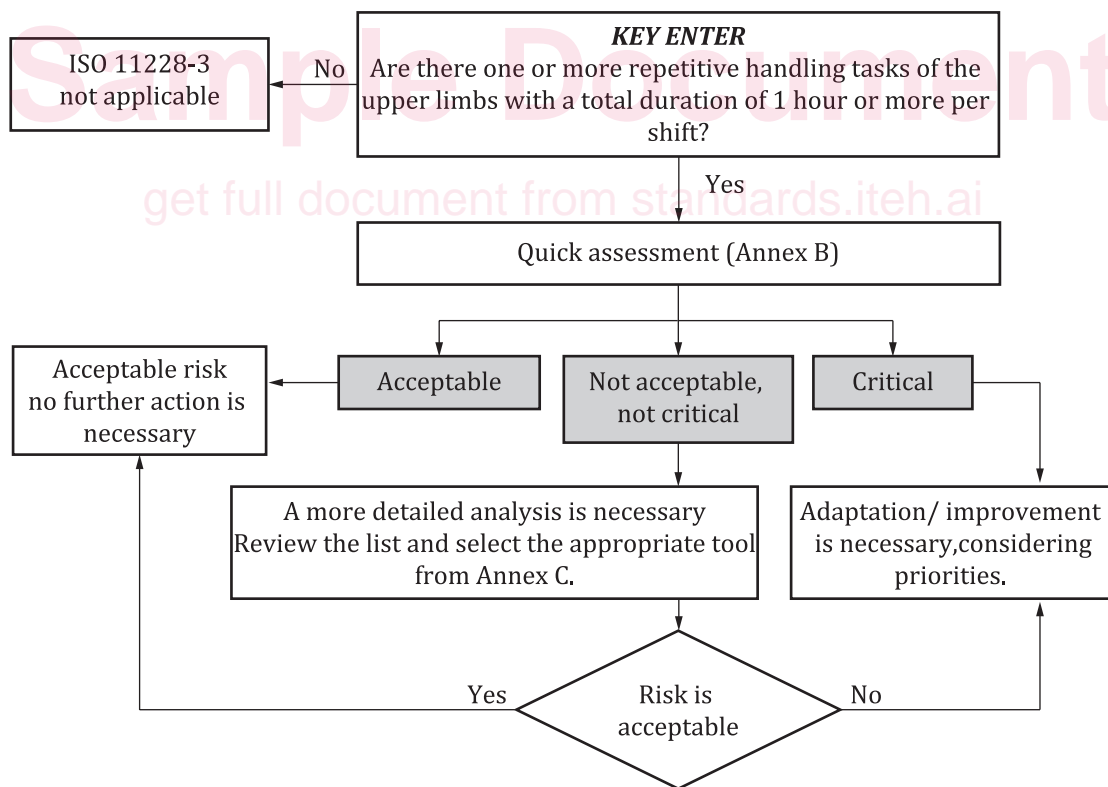 Sample Document
get full document from standards.iteh.ai
KEY ENTER
Are there one or more repetitive handling tasks of the
upper limbs with a total duration of 1 hour or more per
shift?
No
ISO 11228-3
not applicable
Yes
Quick assessment (Annex B)
Acceptable
Not acceptable,
not critical
Critical
Acceptable risk
no further action is
necessary
A more detailed analysis is necessary
Review the list and select the appropriate tool
from Annex C.
Adaptation/ improvement
is necessary,considering
priorities.
Yes
Risk is
acceptable
No